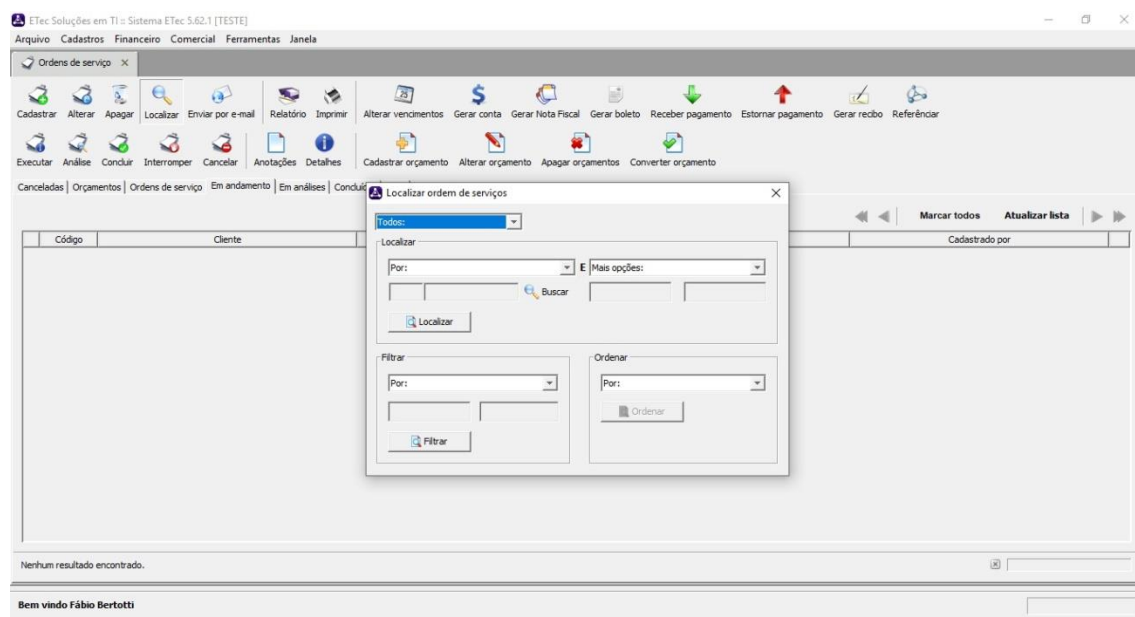 ETec Soluções em TI :: Sistema ETec 5.62.1 [TESTE]
Arquivo Cadastros Financeiro Comercial Ferramentas Janela
Ordens de serviço
Cadastrar Alterar Apagar Localizar Enviar por e-mail Relatório Imprimir Alterar vencimentos Gerar conta Gerar Nota Fiscal Gerar boleto Receber pagamento Estornar pagamento Gerar recibo Referênciar
Executar Análise Concluir Interromper Cancelar Anotações Detalhes Cadastrar orçamento Alterar orçamento Apagar orçamentos Converter orçamento
Canceladas Orçamentos Ordens de serviço Em andamento Em análises
Localizar ordem de serviços
Marcar todos Atualizar lista
Todos:
Código Cliente Cadastrado por
Localizar
Por: E Mais opções:
Buscar
Localizar
Filtrar Ordenar
Por: Por:
Ordenar
Filtrar
Nenhum resultado encontrado.
Bem vindo Fábio Bertotti